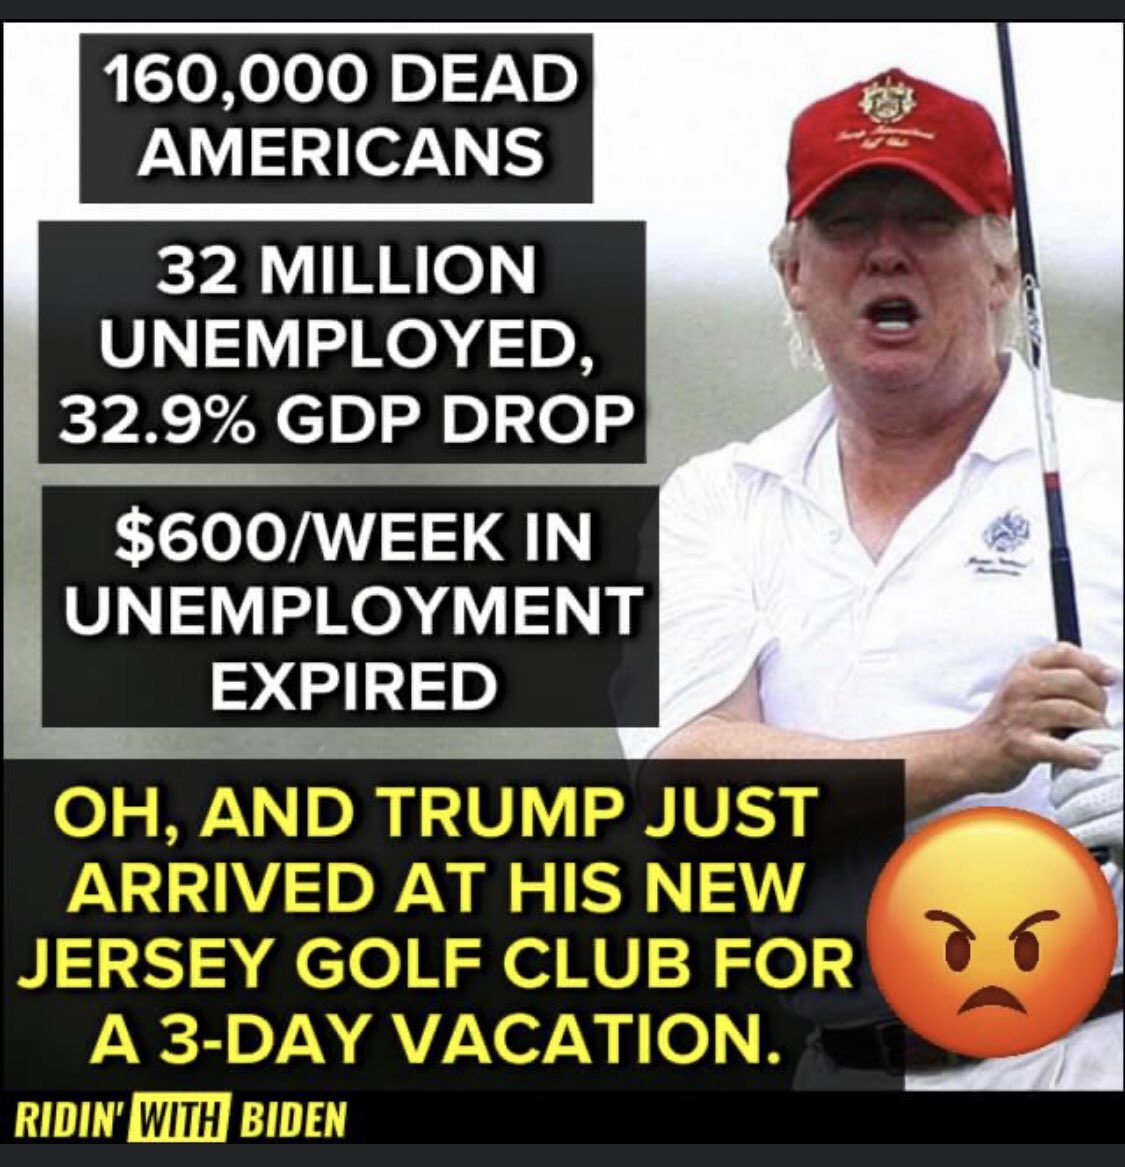 160,000 DEAD
AMERICANS
32 MILLION
UNEMPLOYED,
32.9% GDP DROP
$600/WEEK IN
UNEMPLOYMENT
EXPIRED
OH, AND TRUMP JUST
ARRIVED AT HIS NEW
JERSEY GOLF CLUB FOR
A 3-DAY VACATION.
RIDIN' WITH BIDEN